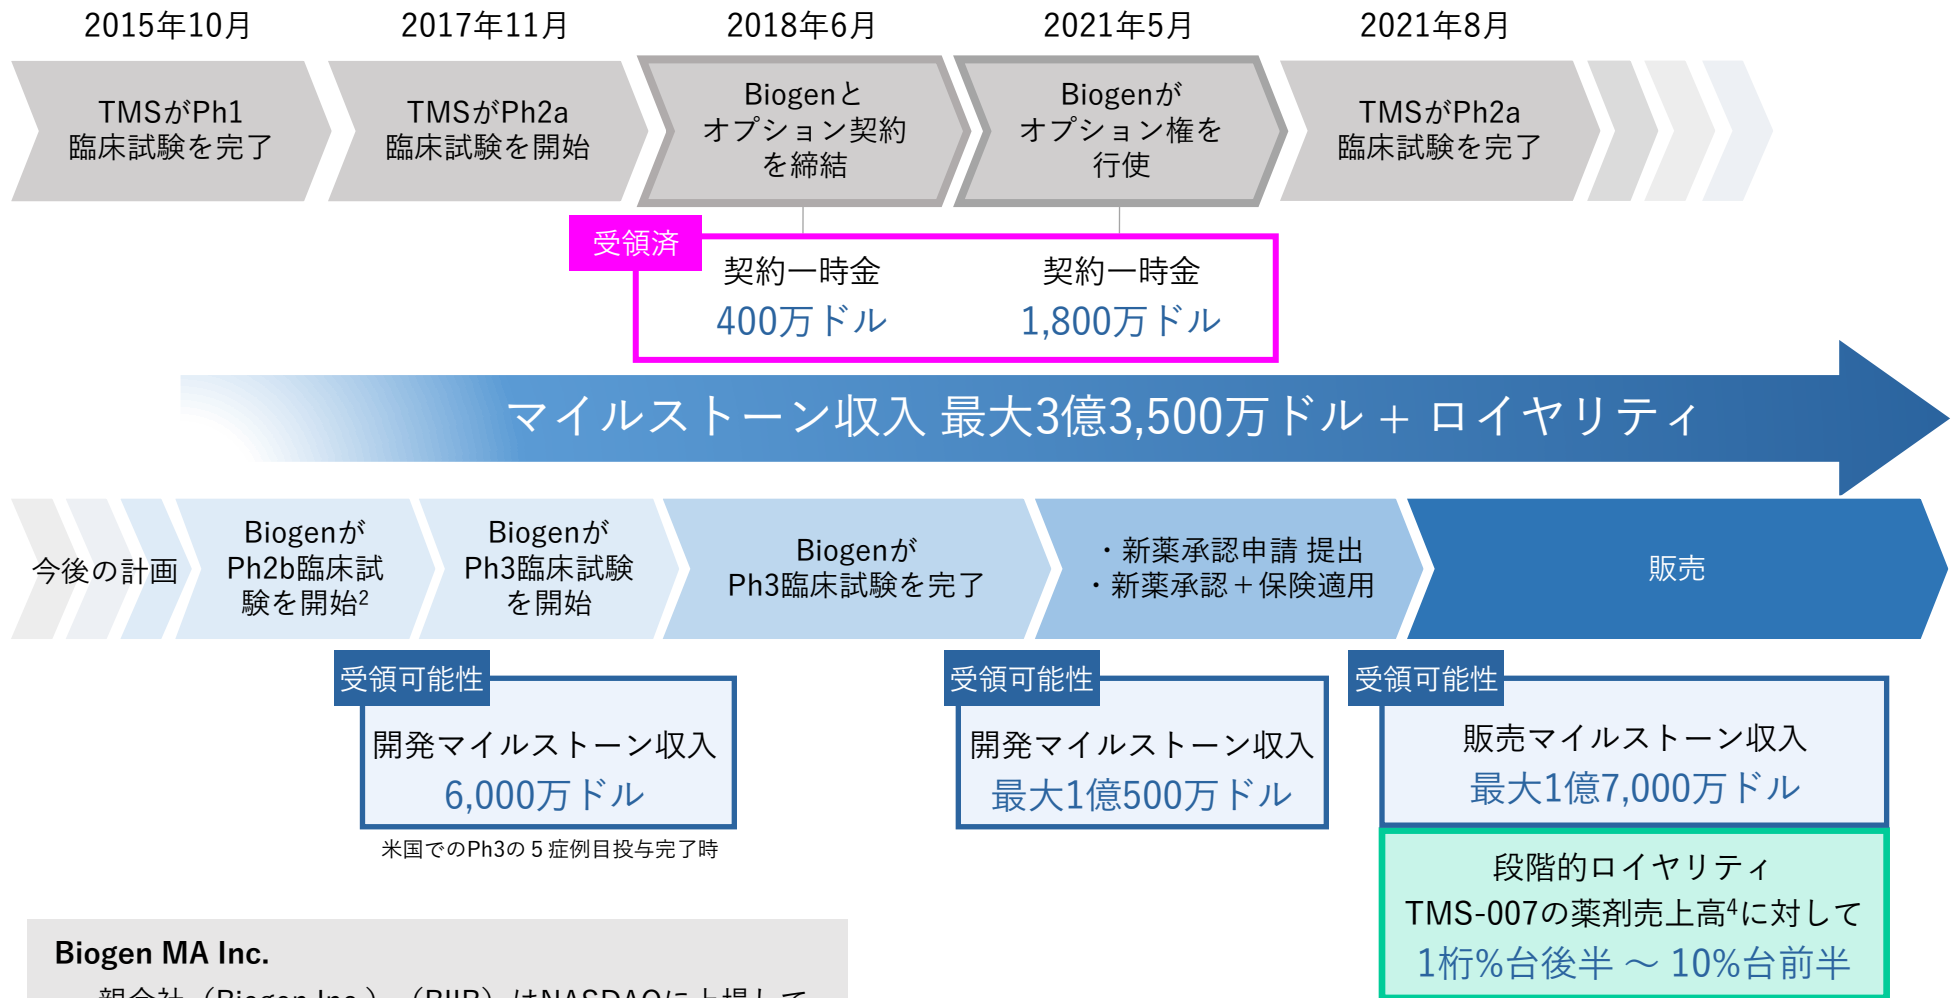 2015年10月
2017年11月
2018年6月
2021年5月
2021年8月
TMSがPh1
臨床試験を完了
TMSがPh2a
臨床試験を開始
Biogenと
オプション契約
を締結
Biogenが
オプション権を
行使
TMSがPh2a
臨床試験を完了
受領済
契約一時金
400万ドル
契約一時金
1,800万ドル
マイルストーン収入 最大3億3,500万ドル + ロイヤリティ
今後の計画
Biogenが
Ph2b臨床試
験を開始2
Biogenが
Ph3臨床試験
を開始
Biogenが
Ph3臨床試験を完了
・新薬承認申請 提出
・新薬承認＋保険適用
販売
受領可能性
開発マイルストーン収入
6,000万ドル
米国でのPh3の５症例目投与完了時
受領可能性
開発マイルストーン収入
最大1億500万ドル
受領可能性
販売マイルストーン収入
最大1億7,000万ドル
段階的ロイヤリティ
TMS-007の薬剤売上高4に対して
1桁%台後半 ～ 10%台前半
Biogen MA Inc.
親会社（Biogen Inc.）（BIIB）はNASDAQに上場して